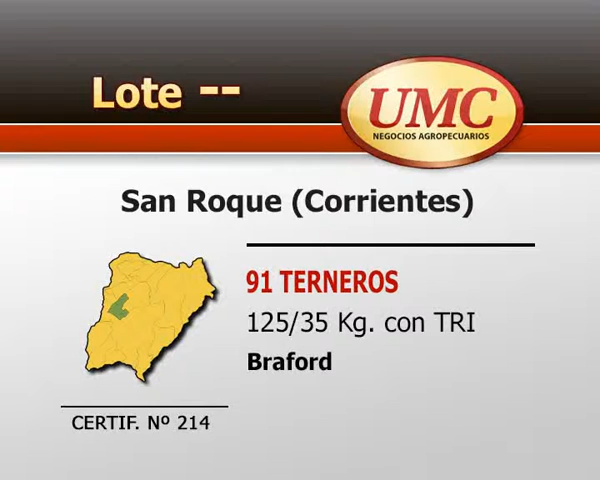 Lote --
UMC
NEGOCIOS AGROPECUARIOS
San Roque (Corrientes)
91 TERNEROS
125/35 Kg. con TRI
Braford
CERTIF. Nº 214